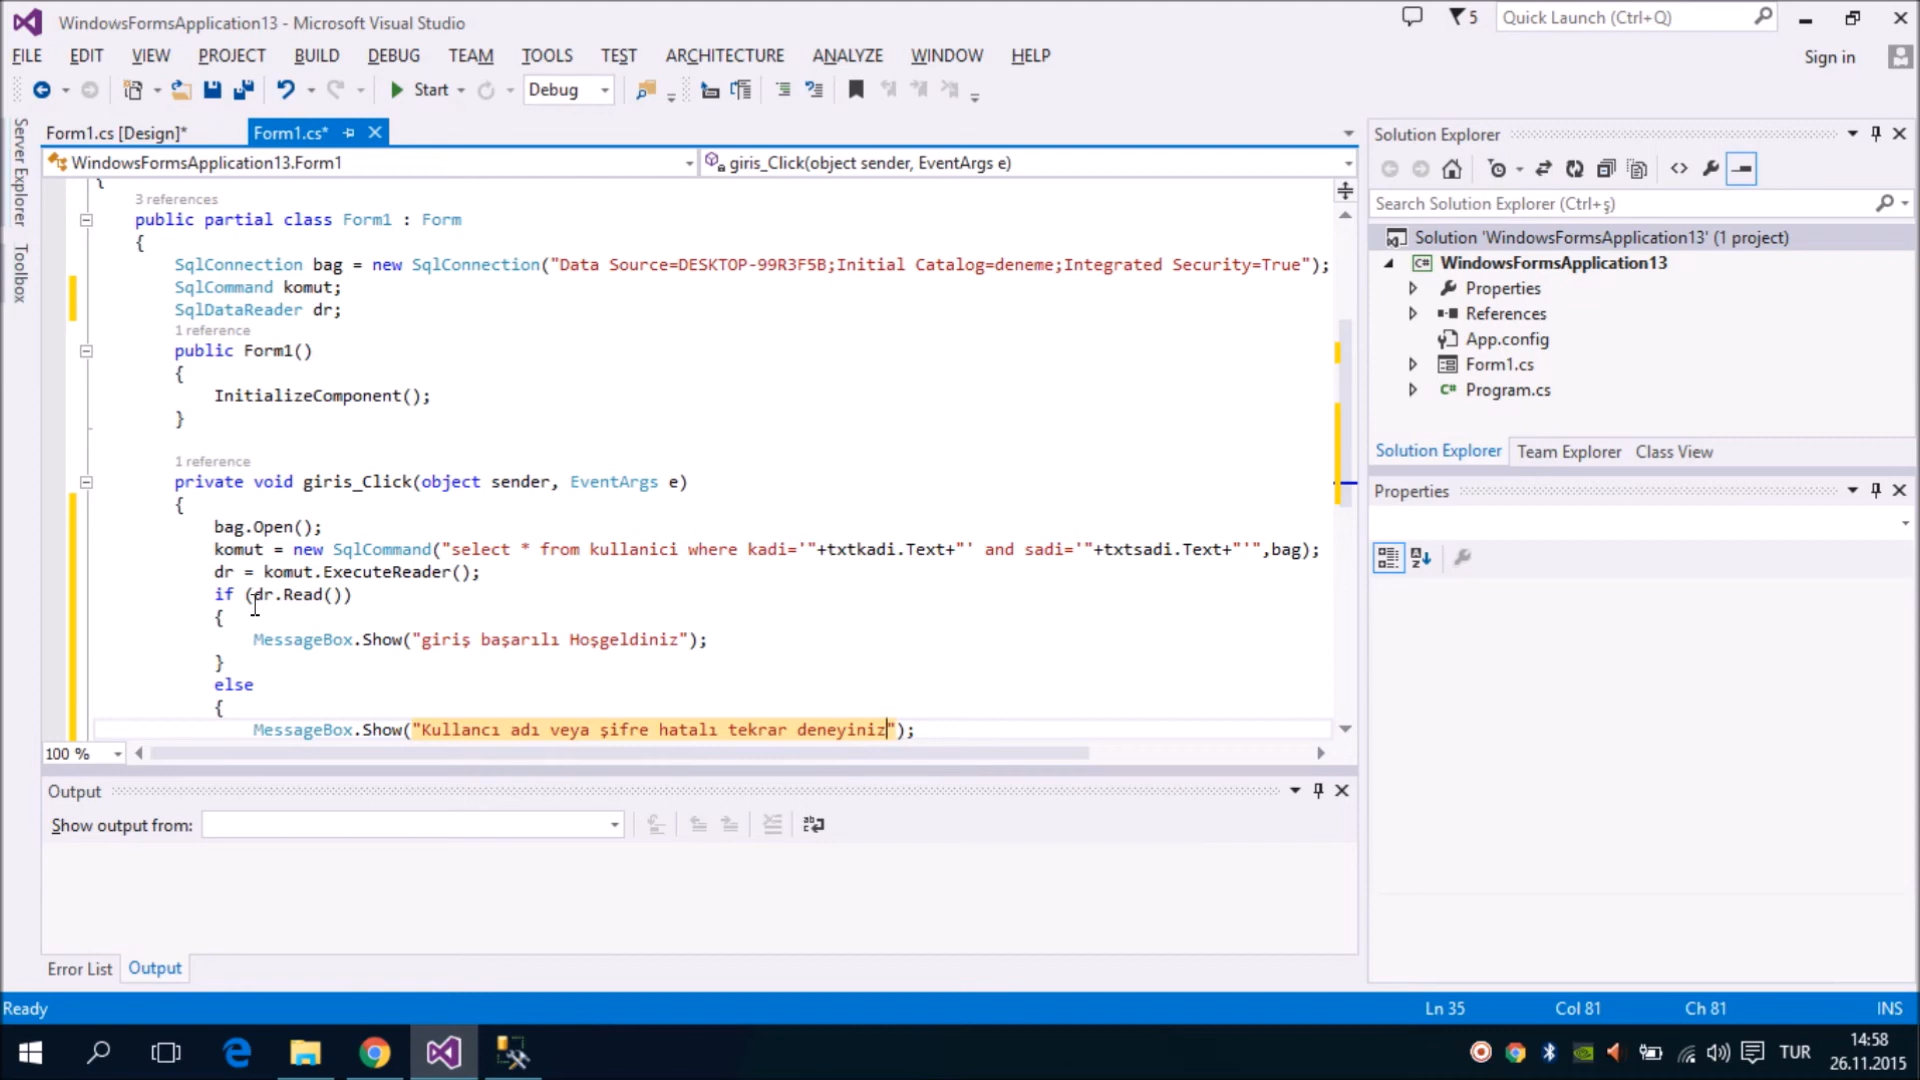 WindowsFormsApplication13 - Microsoft Visual Studio
5
Quick Launch (Ctrl+Q)
FILE EDIT VIEW PROJECT BUILD DEBUG TEAM TOOLS TEST ARCHITECTURE ANALYZE WINDOW HELP
Sign in
Start Debug
Server Explorer
Toolbox
Form1.cs [Design]*
Form1.cs*
WindowsFormsApplication13.Form1
giris_Click(object sender, EventArgs e)
{
3 references
public partial class Form1 : Form
{
SqlConnection bag = new SqlConnection("Data Source=DESKTOP-99R3F5B;Initial Catalog=deneme;Integrated Security=True");
SqlCommand komut;
SqlDataReader dr;
1 reference
public Form1()
{
InitializeComponent();
}
1 reference
private void giris_Click(object sender, EventArgs e)
{
bag.Open();
komut = new SqlCommand("select * from kullanici where kadi='"+txtkadi.Text+"' and sadi='"+txtsadi.Text+"'",bag);
dr = komut.ExecuteReader();
if (dr.Read())
{
MessageBox.Show("giriş başarılı Hoşgeldiniz");
}
else
{
MessageBox.Show("Kullancı adı veya şifre hatalı tekrar deneyiniz");
100 %
Output
Show output from:
Error List
Output
Solution Explorer
Search Solution Explorer (Ctrl+ş)
Solution 'WindowsFormsApplication13' (1 project)
WindowsFormsApplication13
Properties
References
App.config
Form1.cs
Program.cs
Solution Explorer Team Explorer Class View
Properties
Ready
Ln 35 Col 81 Ch 81 INS
TUR
14:58
26.11.2015